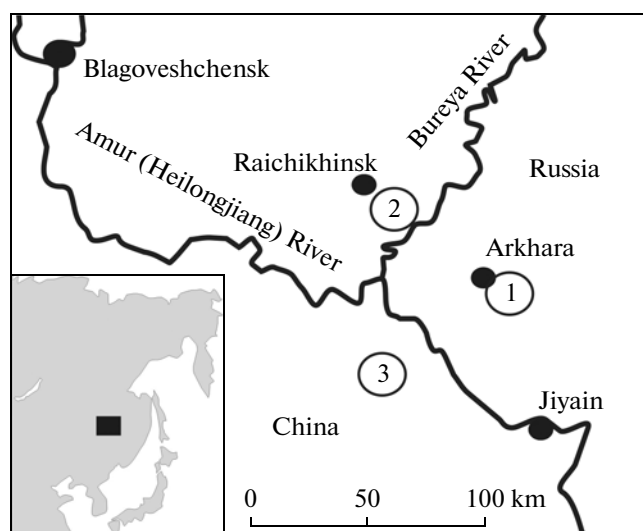 Blagoveshchensk
Bureya River
Amur (Heilongjiang) River
Raichikhinsk
Russia
2
Arkhara
1
3
Jiyain
China
0 50 100 km